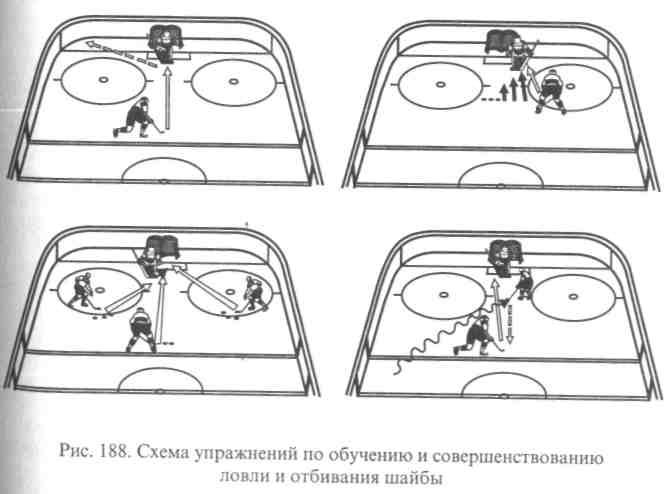 Рис. 188. Схема упражнений по обучению и совершенствованию
ловли и отбивания шайбы